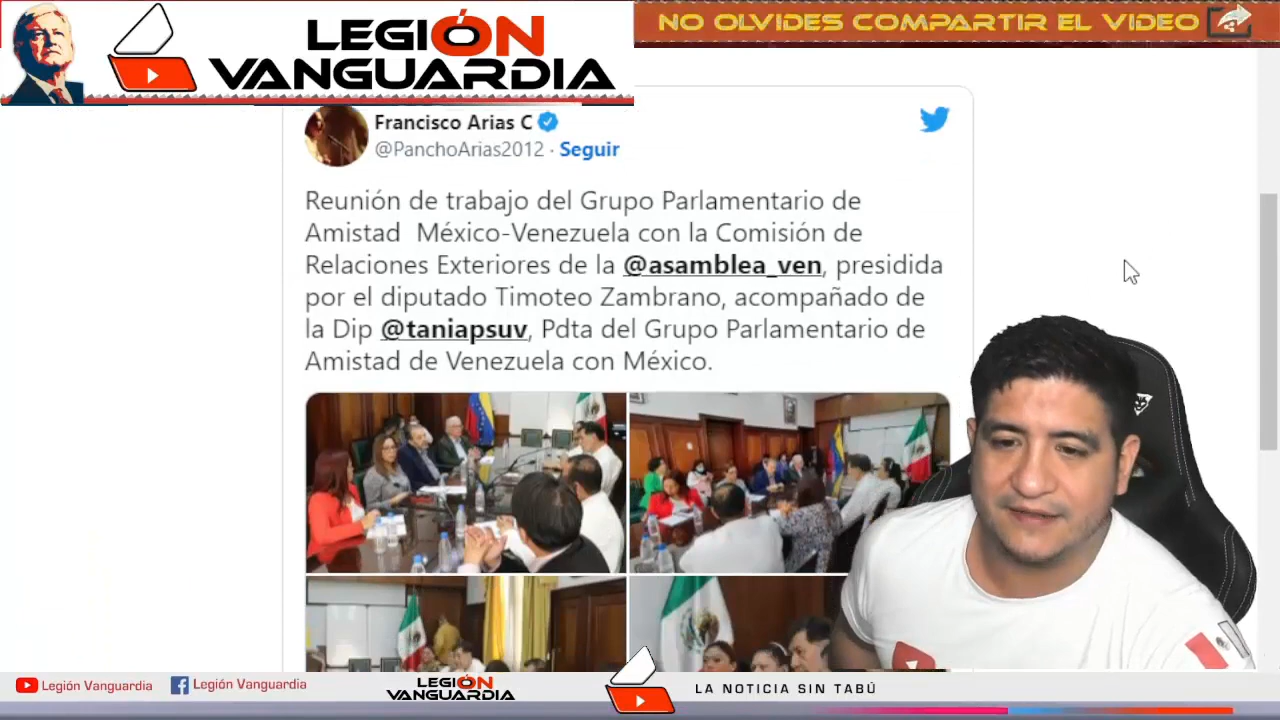 LEGIÓN
VANGUARDIA
NO OLVIDES COMPARTIR EL VIDEO
Francisco Arias C
@PanchoArias2012 · Seguir
Reunión de trabajo del Grupo Parlamentario de
Amistad México-Venezuela con la Comisión de
Relaciones Exteriores de la @asamblea_ven, presidida
por el diputado Timoteo Zambrano, acompañado de
la Dip @taniapsuv, Pdta del Grupo Parlamentario de
Amistad de Venezuela con México.
Legión Vanguardia
Legión Vanguardia
LEGIÓN
VANGUARDIA
LA NOTICIA SIN TABÚ